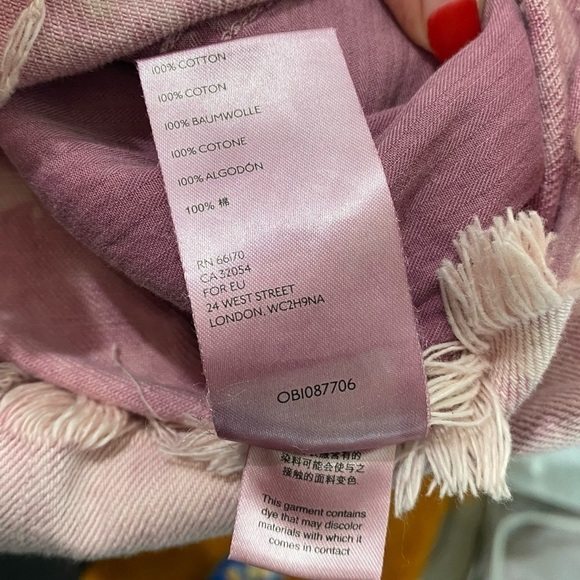 100% COTTON
100% COTON
100% BAUMWOLLE
100% COTONE
100% ALGODÓN
100% 棉
RN 66170
CA 32054
FOR EU
24 WEST STREET
LONDON, WC2H9NA
OB1087706
染料可能会使与之
接触的面料变色
This garment contains
dye that may discolor
materials with which it
comes in contact